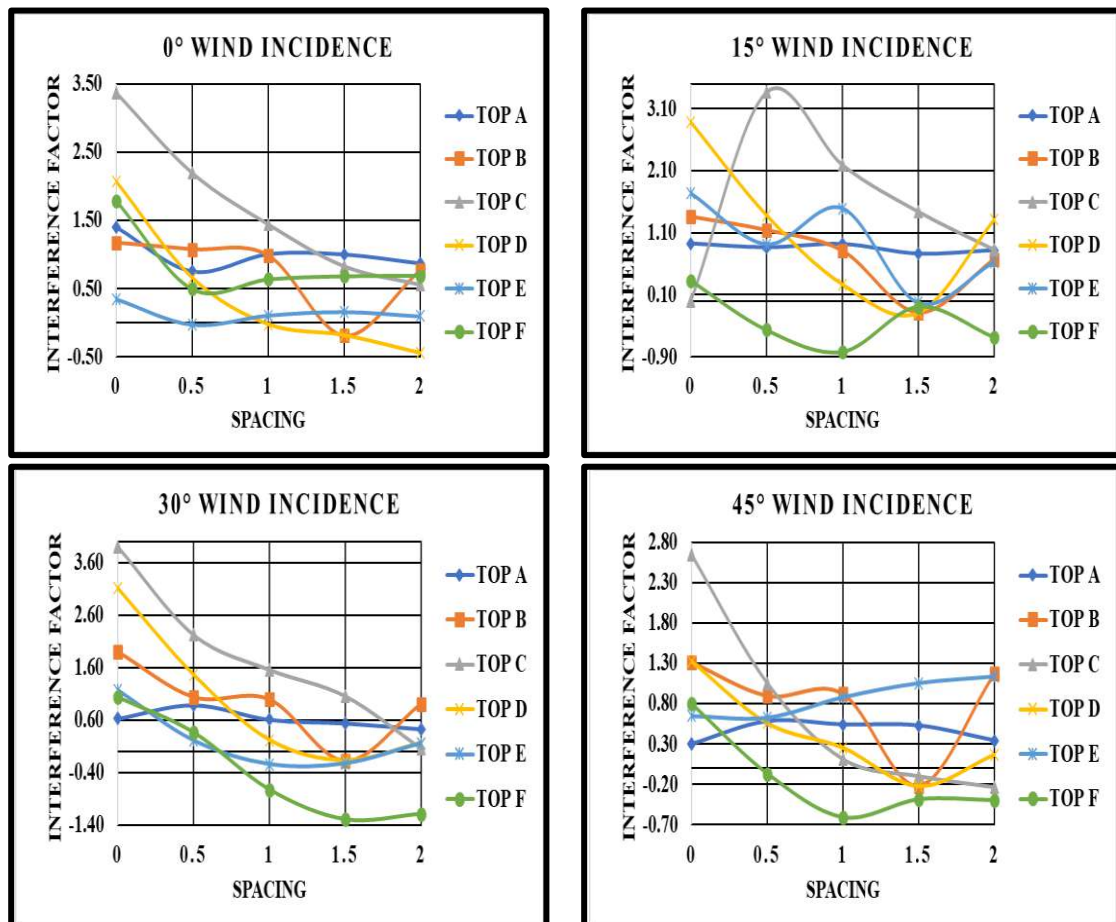 0° WIND INCIDENCE
INTERFERENCE FACTOR
3.50
2.50
1.50
0.50
-0.50
0 0.5 1 1.5 2
SPACING
TOP A
TOP B
TOP C
TOP D
TOP E
TOP F
15° WIND INCIDENCE
INTERFERENCE FACTOR
3.10
2.10
1.10
0.10
-0.90
0 0.5 1 1.5 2
SPACING
TOP A
TOP B
TOP C
TOP D
TOP E
TOP F
30° WIND INCIDENCE
INTERFERENCE FACTOR
3.60
2.60
1.60
0.60
-0.40
-1.40
0 0.5 1 1.5 2
SPACING
TOP A
TOP B
TOP C
TOP D
TOP E
TOP F
45° WIND INCIDENCE
INTERFERENCE FACTOR
2.80
2.30
1.80
1.30
0.80
0.30
-0.20
-0.70
0 0.5 1 1.5 2
SPACING
TOP A
TOP B
TOP C
TOP D
TOP E
TOP F